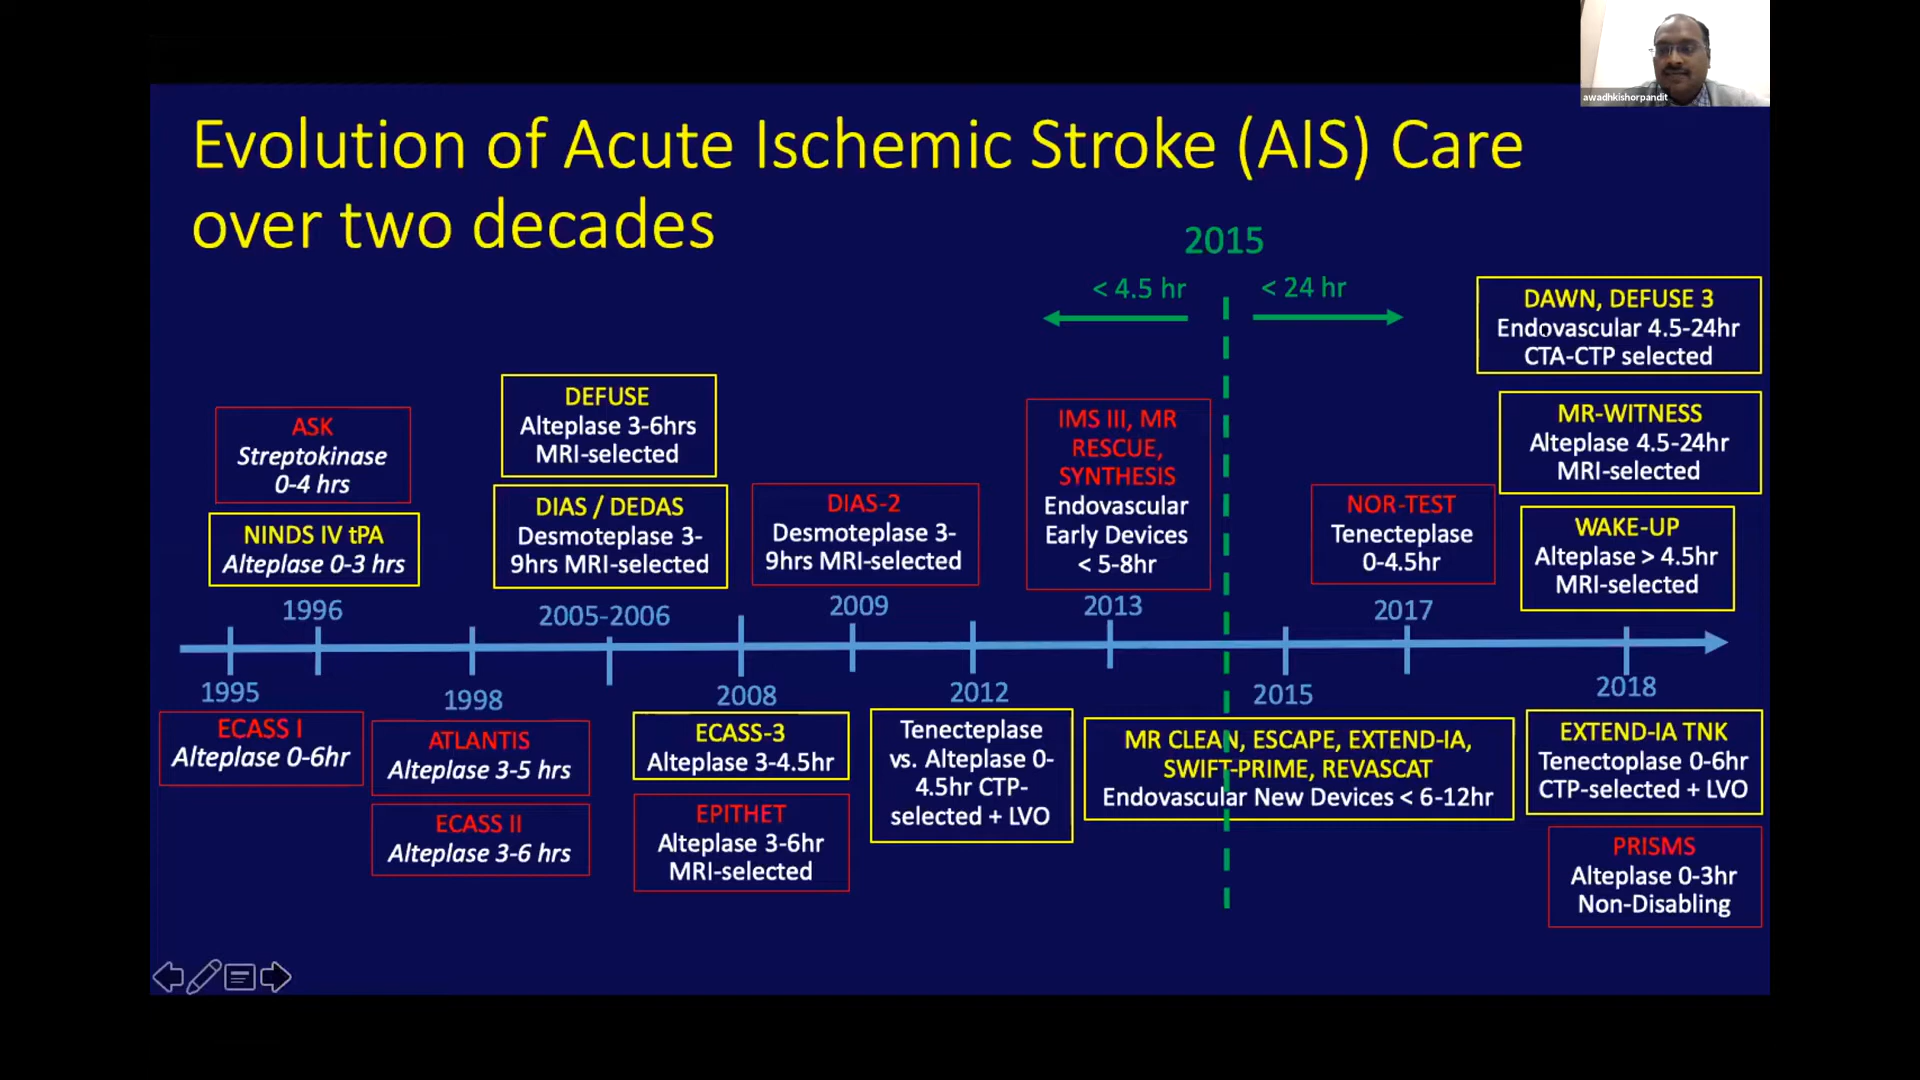 awadhkishorpandit
Evolution of Acute Ischemic Stroke (AIS) Care
over two decades
2015
< 4.5 hr
< 24 hr
DAWN, DEFUSE 3
Endovascular 4.5-24hr
CTA-CTP selected
DEFUSE
Alteplase 3-6hrs
MRI-selected
ASK
Streptokinase
0-4 hrs
IMS III, MR
RESCUE,
SYNTHESIS
Endovascular
Early Devices
< 5-8hr
MR-WITNESS
Alteplase 4.5-24hr
MRI-selected
NINDS IV tPA
Alteplase 0-3 hrs
DIAS / DEDAS
Desmoteplase 3-
9hrs MRI-selected
DIAS-2
Desmoteplase 3-
9hrs MRI-selected
NOR-TEST
Tenecteplase
0-4.5hr
WAKE-UP
Alteplase > 4.5hr
MRI-selected
1996
2005-2006
2009
2013
2017
1995
1998
2008
2012
2015
2018
ECASS I
Alteplase 0-6hr
ATLANTIS
Alteplase 3-5 hrs
ECASS II
Alteplase 3-6 hrs
ECASS-3
Alteplase 3-4.5hr
EPITHET
Alteplase 3-6hr
MRI-selected
Tenecteplase
vs. Alteplase 0-
4.5hr CTP-
selected + LVO
MR CLEAN, ESCAPE, EXTEND-IA,
SWIFT-PRIME, REVASCAT
Endovascular New Devices < 6-12hr
EXTEND-IA TNK
Tenectoplase 0-6hr
CTP-selected + LVO
PRISMS
Alteplase 0-3hr
Non-Disabling